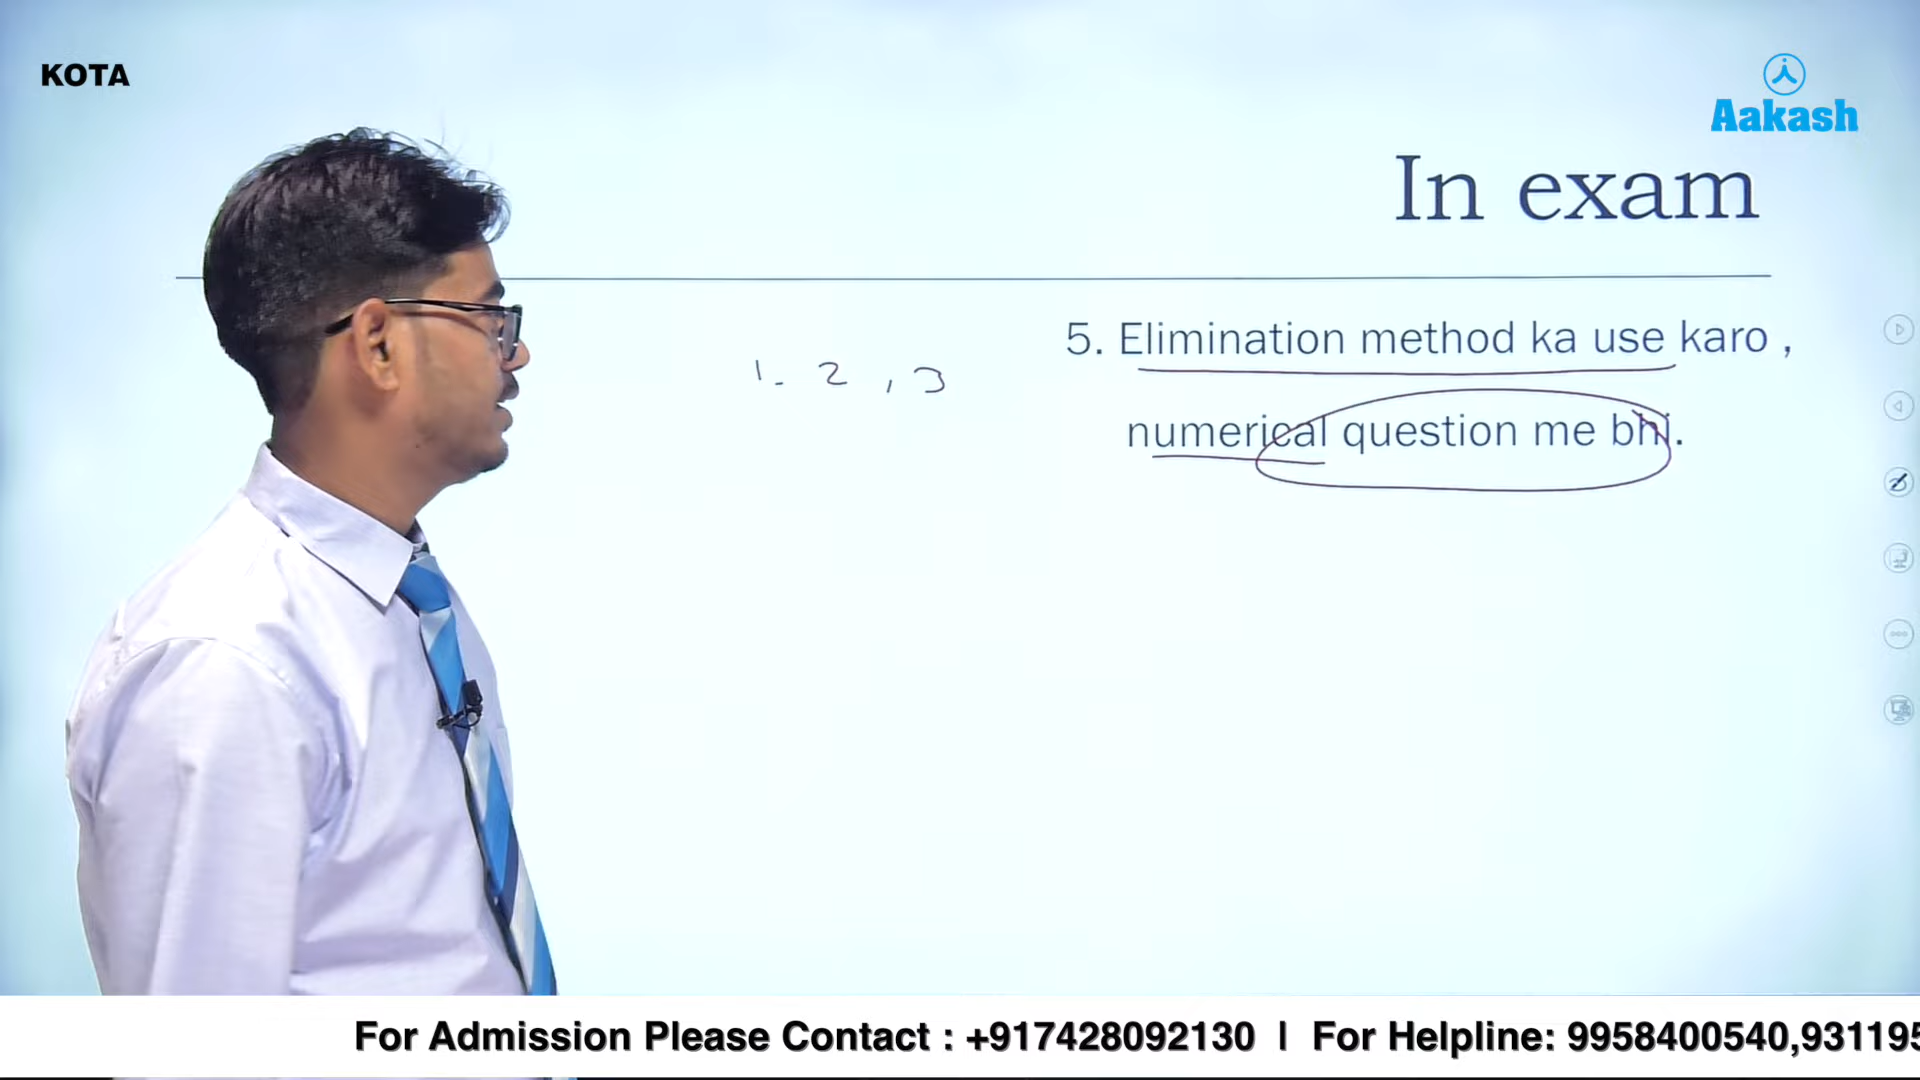 KOTA
Aakash
In exam
5. Elimination method ka use karo ,
1. 2 , 3
numerical question me bhi.
For Admission Please Contact : +917428092130 | For Helpline: 9958400540,931195